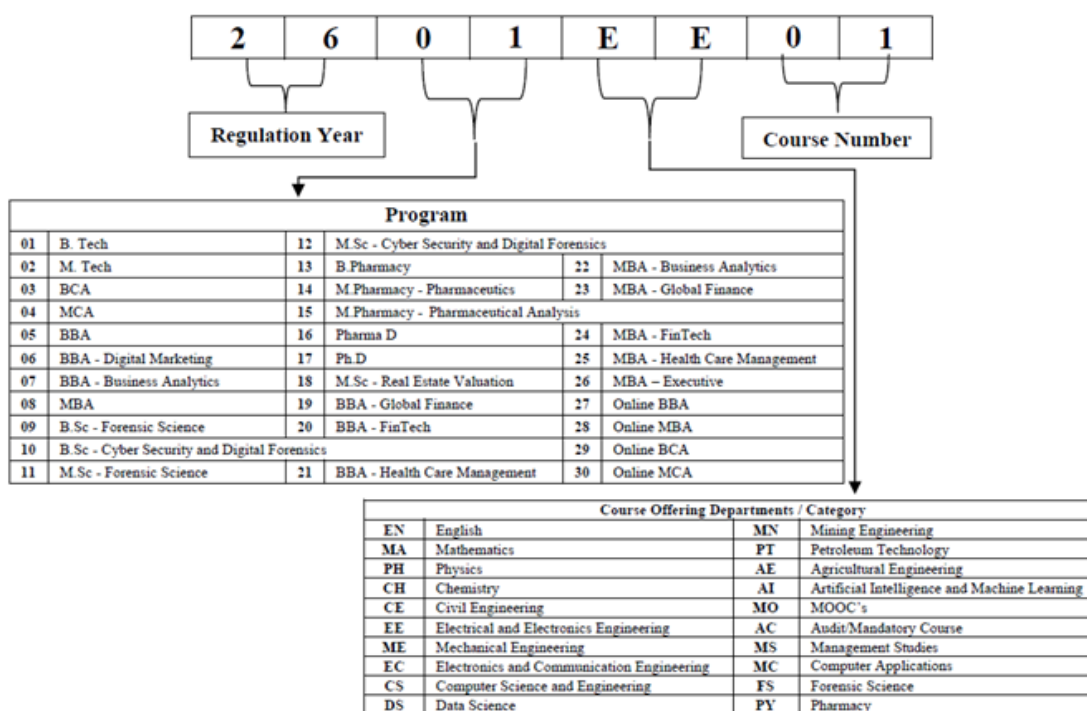 2 6 0 1 E E 0 1
Regulation Year
Course Number
Program
01 B. Tech 12 M.Sc - Cyber Security and Digital Forensics
02 M. Tech 13 B.Pharmacy 22 MBA - Business Analytics
03 BCA 14 M.Pharmacy - Pharmaceutics 23 MBA - Global Finance
04 MCA 15 M.Pharmacy - Pharmaceutical Analysis
05 BBA 16 Pharma D 24 MBA - FinTech
06 BBA - Digital Marketing 17 Ph.D 25 MBA - Health Care Management
07 BBA - Business Analytics 18 M.Sc - Real Estate Valuation 26 MBA – Executive
08 MBA 19 BBA - Global Finance 27 Online BBA
09 B.Sc - Forensic Science 20 BBA - FinTech 28 Online MBA
10 B.Sc - Cyber Security and Digital Forensics 29 Online BCA
11 M.Sc - Forensic Science 21 BBA - Health Care Management 30 Online MCA
Course Offering Departments / Category
EN English MN Mining Engineering
MA Mathematics PT Petroleum Technology
PH Physics AE Agricultural Engineering
CH Chemistry AI Artificial Intelligence and Machine Learning
CE Civil Engineering MO MOOC's
EE Electrical and Electronics Engineering AC Audit/Mandatory Course
ME Mechanical Engineering MS Management Studies
EC Electronics and Communication Engineering MC Computer Applications
CS Computer Science and Engineering FS Forensic Science
DS Data Science PY Pharmacy